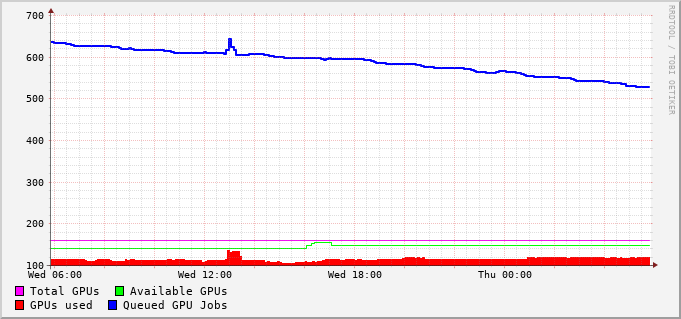 700
600
500
400
300
200
100
Wed 06:00 Wed 12:00 Wed 18:00 Thu 00:00
Total GPUs Available GPUs
GPUs used Queued GPU Jobs
RRDTOOL / TOBI OETIKER